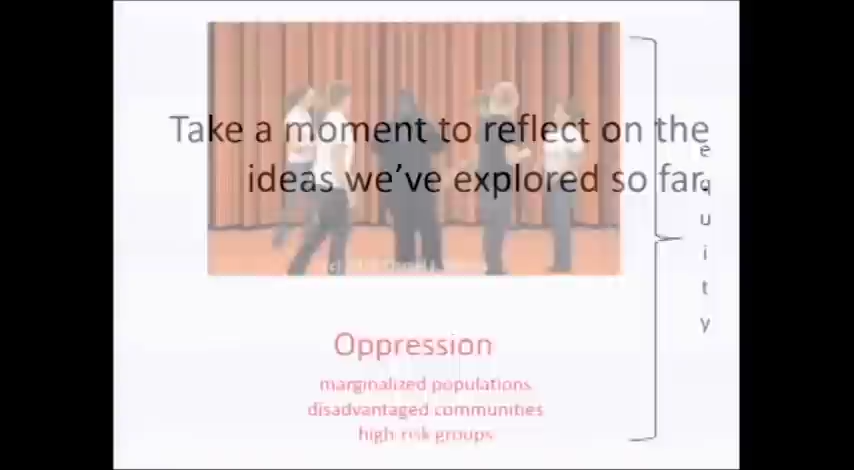 Take a moment to reflect on the
ideas we've explored so far.
equity
Oppression
marginalized populations
disadvantaged communities
high risk groups